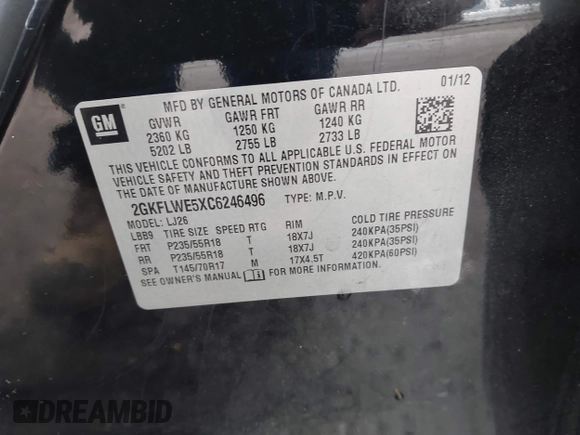 GM
MFD BY GENERAL MOTORS OF CANADA LTD. 01/12
GVWR GAWR FRT GAWR RR
2360 KG 1250 KG 1240 KG
5202 LB 2755 LB 2733 LB
THIS VEHICLE CONFORMS TO ALL APPLICABLE U.S. FEDERAL MOTOR
VEHICLE SAFETY AND THEFT PREVENTION STANDARDS IN EFFECT ON
THE DATE OF MANUFACTURE SHOWN ABOVE.
2GKFLWE5XC6246496 TYPE: M.P.V.
MODEL: LJ26
LBB9 TIRE SIZE SPEED RTG RIM COLD TIRE PRESSURE
FRT P235/55R18 T 18X7J 240KPA(35PSI)
RR P235/55R18 T 18X7J 240KPA(35PSI)
SPA T145/70R17 M 17X4.5T 420KPA(60PSI)
SEE OWNER'S MANUAL FOR MORE INFORMATION.
DREAMBID